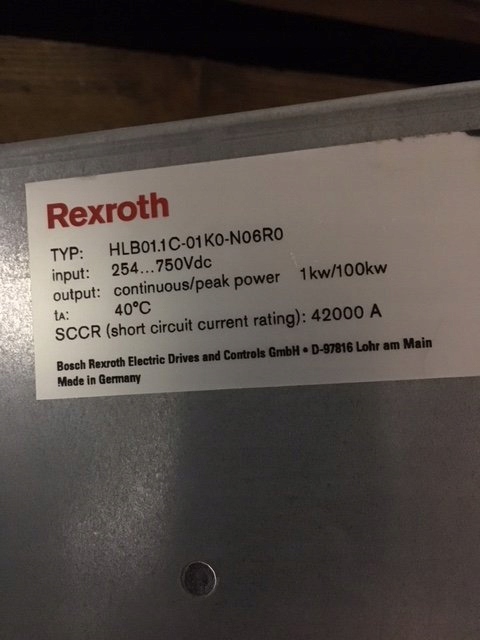 Rexroth
TYP: HLB01.1C-01K0-N06R0
input: 254...750Vdc
output: continuous/peak power 1kw/100kw
tA: 40°C
SCCR (short circuit current rating): 42000 A
Bosch Rexroth Electric Drives and Controls GmbH • D-97816 Lohr am Main
Made in Germany